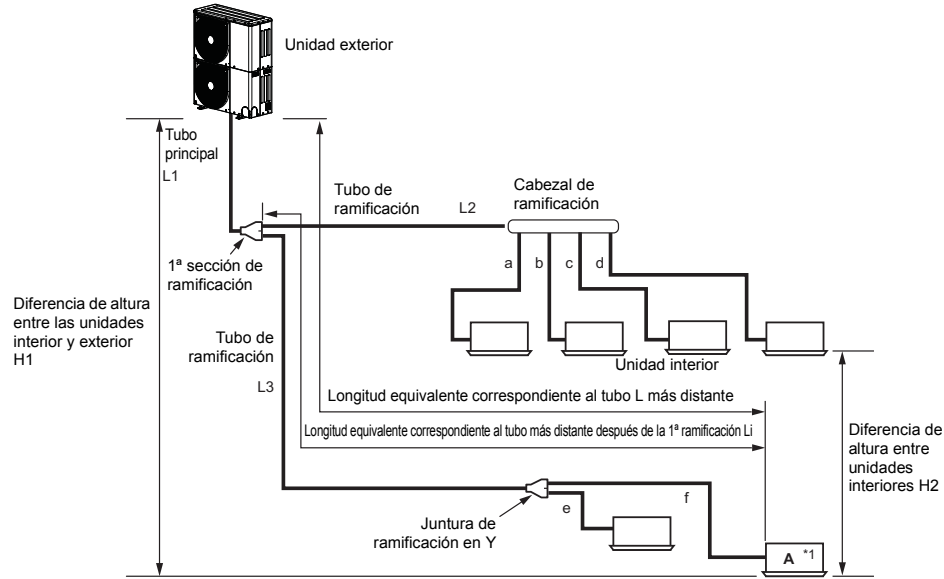 Unidad exterior
Tubo
principal
L1
Tubo de
ramificación
L2
Cabezal de
ramificación
a
b
c
d
1ª sección de
ramificación
Diferencia de altura
entre las unidades
interior y exterior
H1
Tubo de
ramificación
L3
Unidad interior
Longitud equivalente correspondiente al tubo L más distante
Longitud equivalente correspondiente al tubo más distante después de la 1ª ramificación Li
Diferencia de
altura entre
unidades
interiores H2
e
f
Juntura de
ramificación en Y
A *1